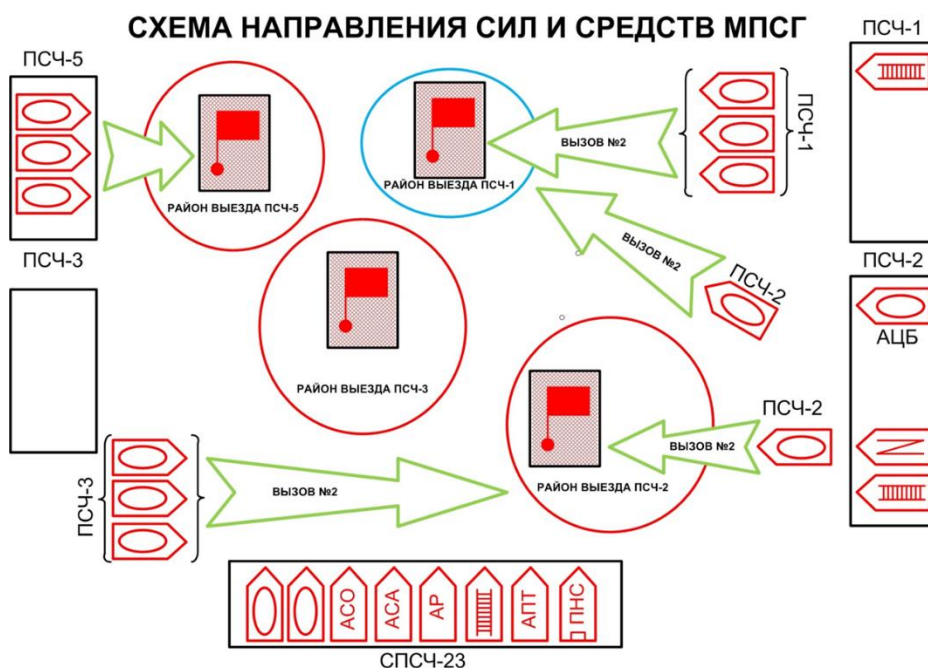 СХЕМА НАПРАВЛЕНИЯ СИЛ И СРЕДСТВ МПСГ
ПСЧ-1
ПСЧ-5
РАЙОН ВЫЕЗДА ПСЧ-5
РАЙОН ВЫЕЗДА ПСЧ-1
ВЫЗОВ №2
ПСЧ-1
ВЫЗОВ №2
ПСЧ-2
ПСЧ-3
ПСЧ-2
АЦБ
РАЙОН ВЫЕЗДА ПСЧ-3
ПСЧ-2
ВЫЗОВ №2
РАЙОН ВЫЕЗДА ПСЧ-2
ПСЧ-3
ВЫЗОВ №2
АСО
АСА
АР
АПТ
ПНС
СПСЧ-23